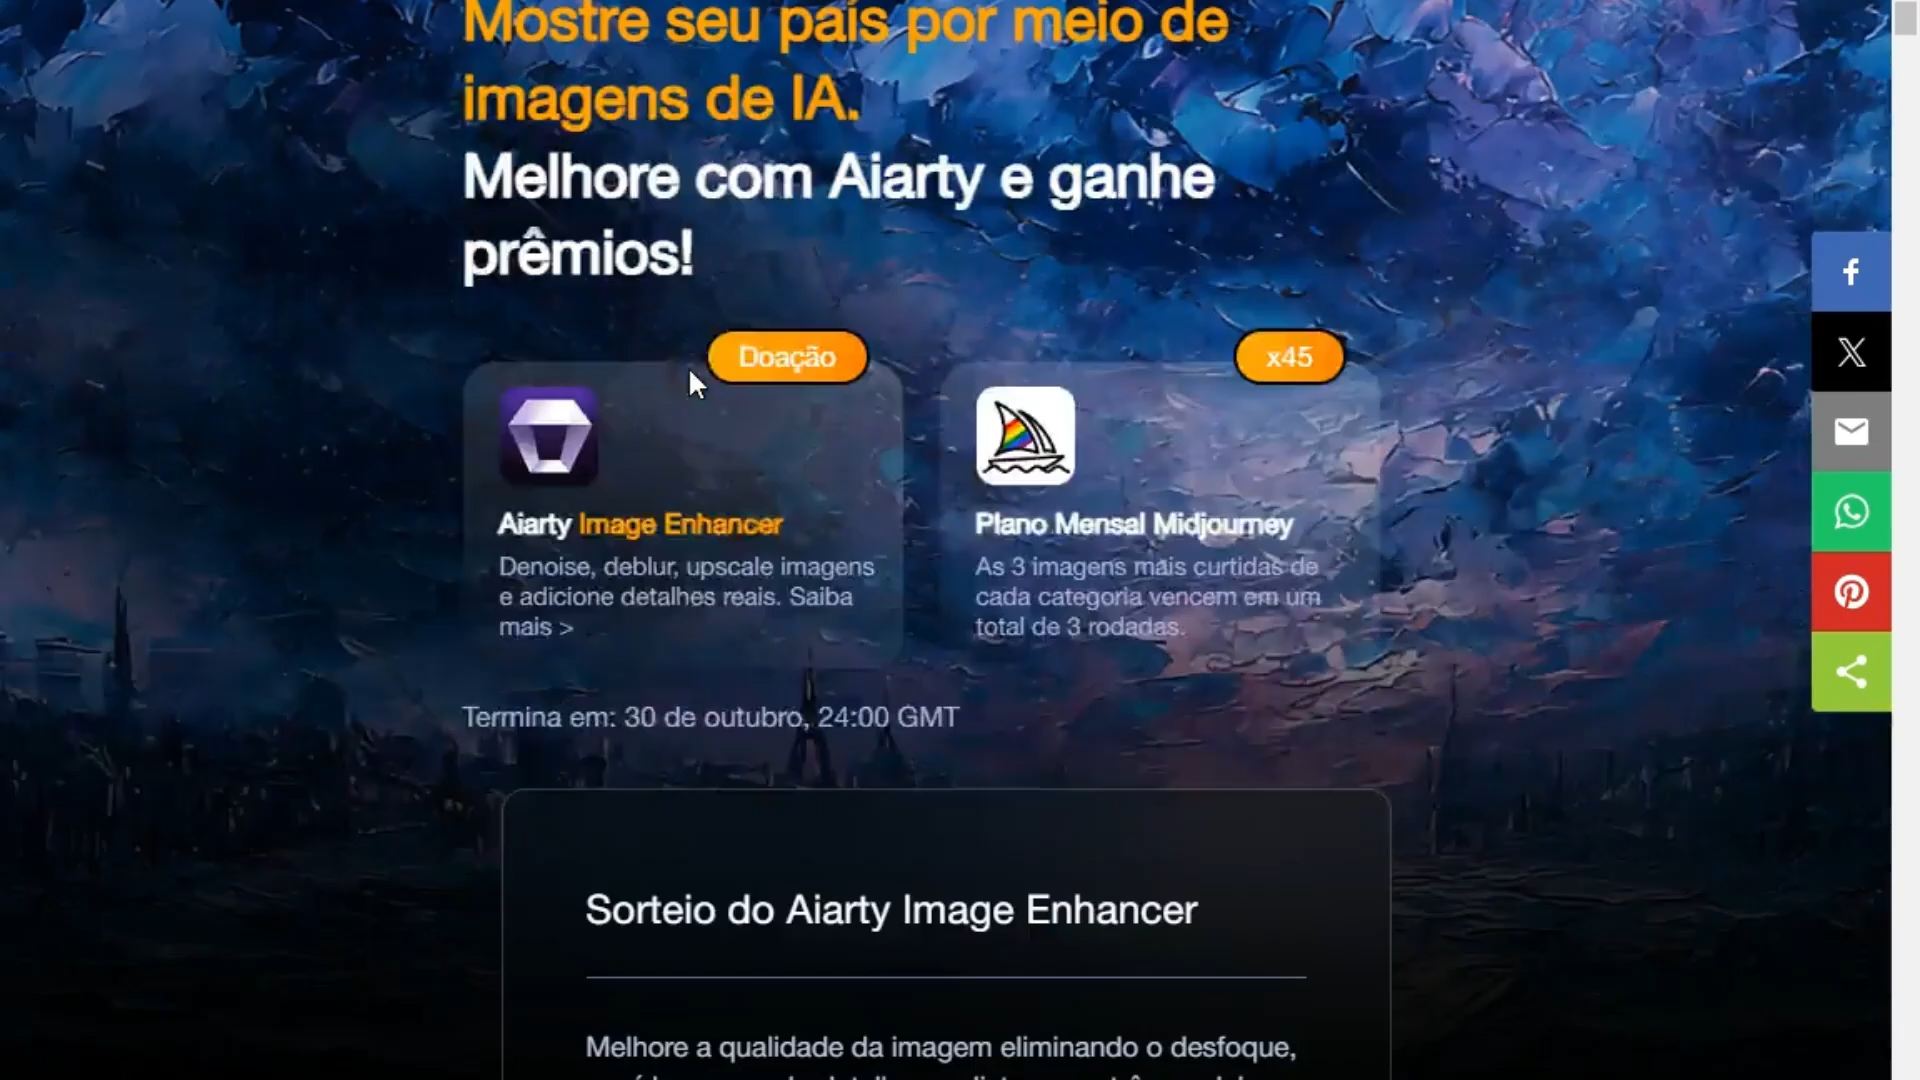 Mostre seu país por meio de
imagens de IA.
Melhore com Aiarty e ganhe
prêmios!
Doação
x45
Aiarty Image Enhancer
Denoise, deblur, upscale imagens
e adicione detalhes reais. Saiba
mais >
Plano Mensal Midjourney
As 3 imagens mais curtidas de
cada categoria vencem em um
total de 3 rodadas.
Termina em: 30 de outubro, 24:00 GMT
Sorteio do Aiarty Image Enhancer
Melhore a qualidade da imagem eliminando o desfoque,